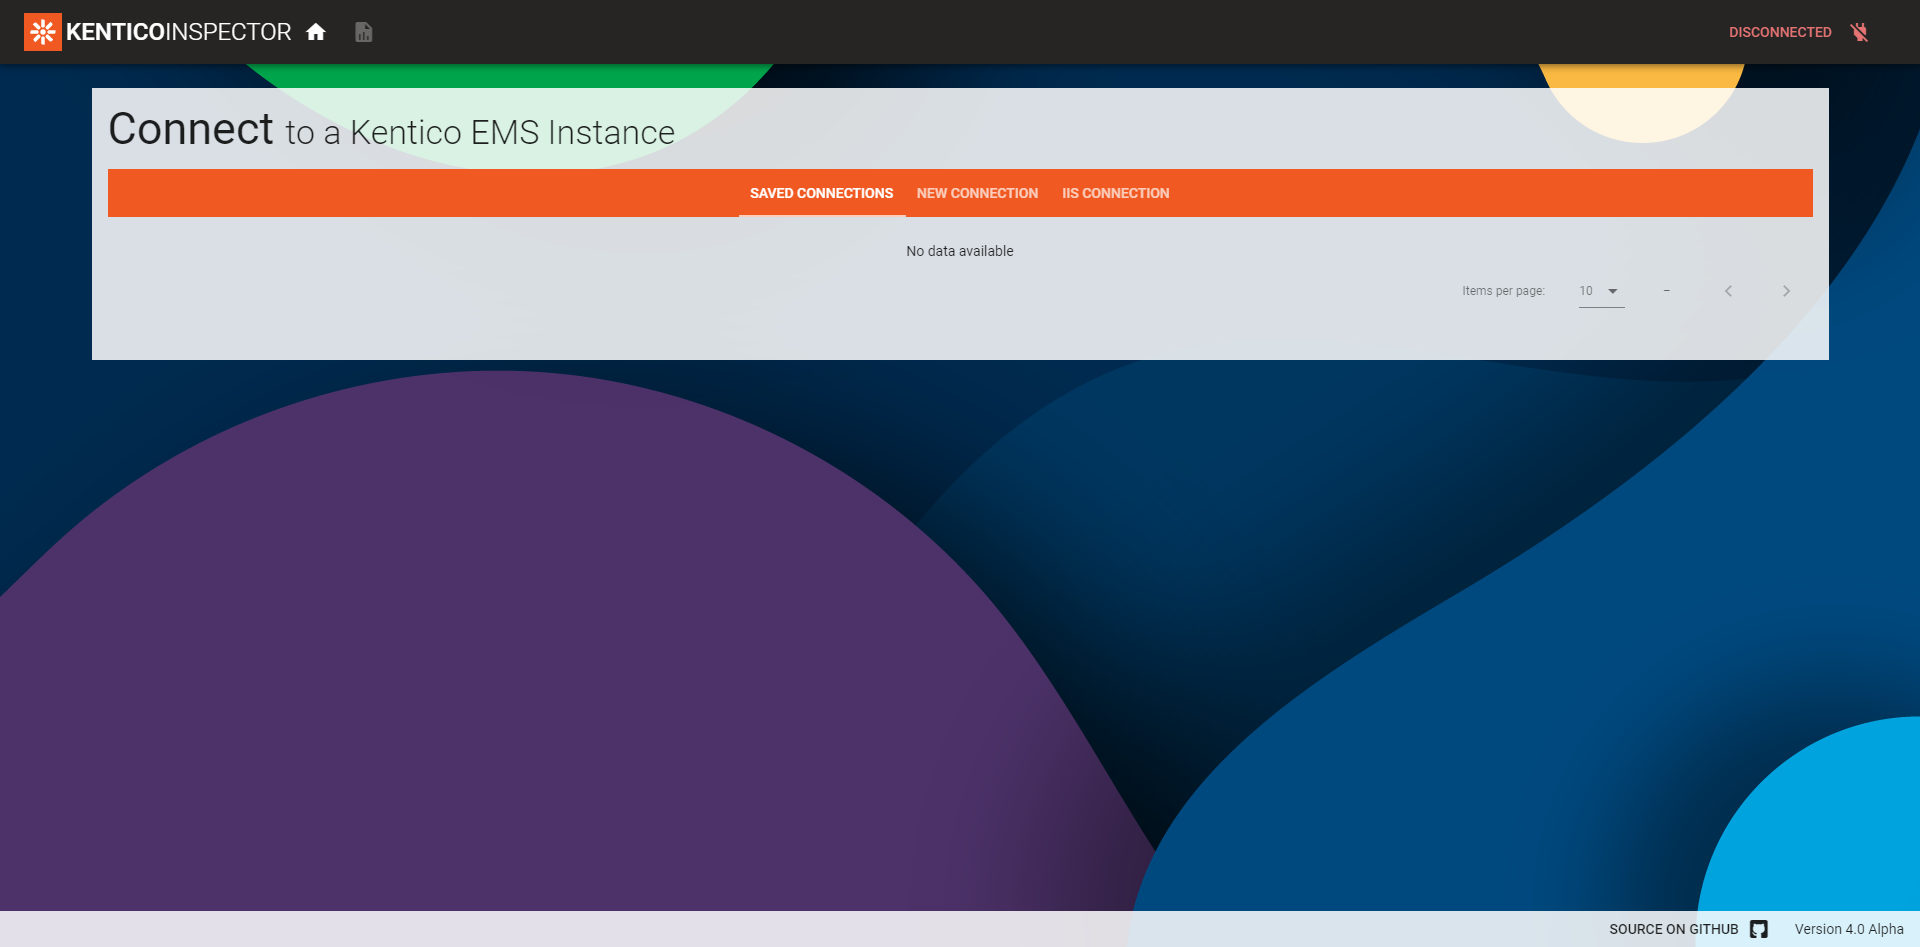 KENTICOINSPECTOR
DISCONNECTED
Connect to a Kentico EMS Instance
SAVED CONNECTIONS NEW CONNECTION IIS CONNECTION
No data available
Items per page: 10 –
SOURCE ON GITHUB Version 4.0 Alpha